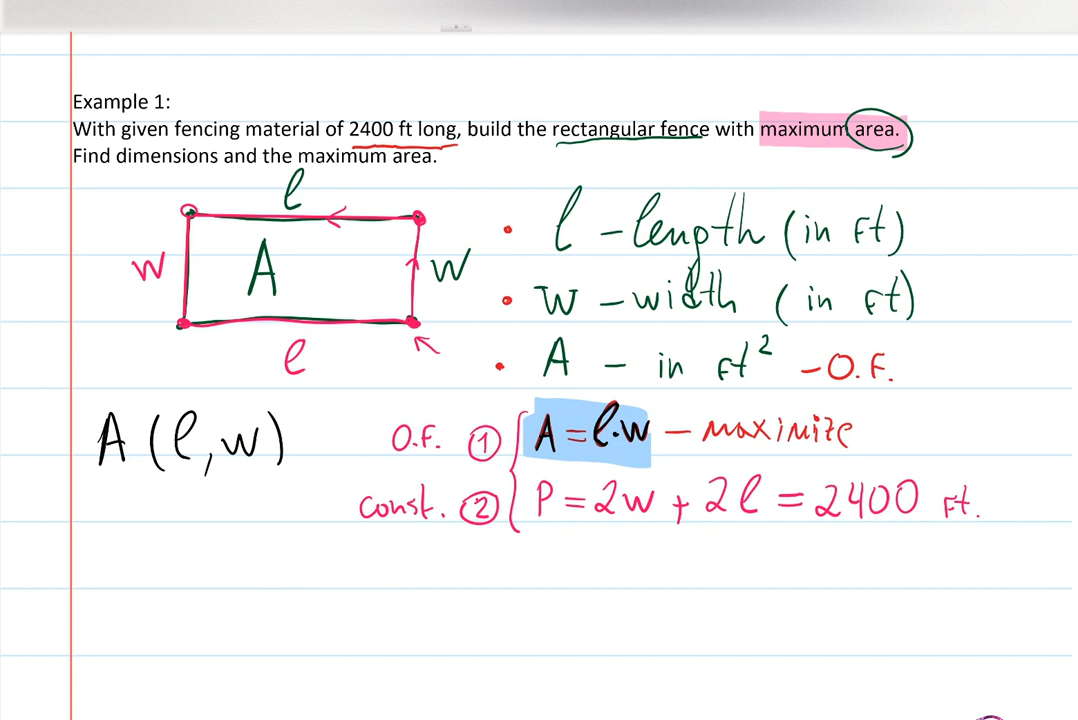 Example 1:
With given fencing material of 2400 ft long, build the rectangular fence with maximum area.
Find dimensions and the maximum area.
l
w A w
l
• l - length (in ft)
• w - width (in ft)
• A - in ft² - O.F.
A (l, w)
O.F. ① A = l·w - maximize
const. ② P = 2w + 2l = 2400 ft.